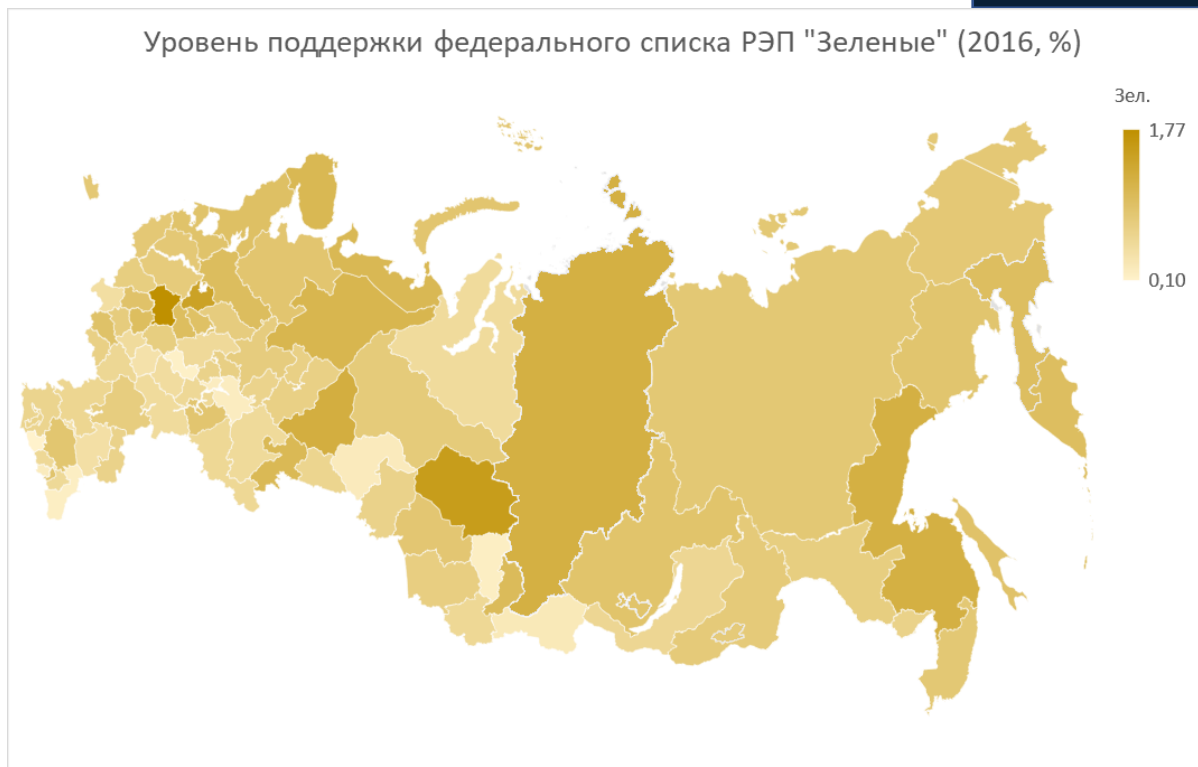 Уровень поддержки федерального списка РЭП "Зеленые" (2016, %)
Зел.
1,77
0,10